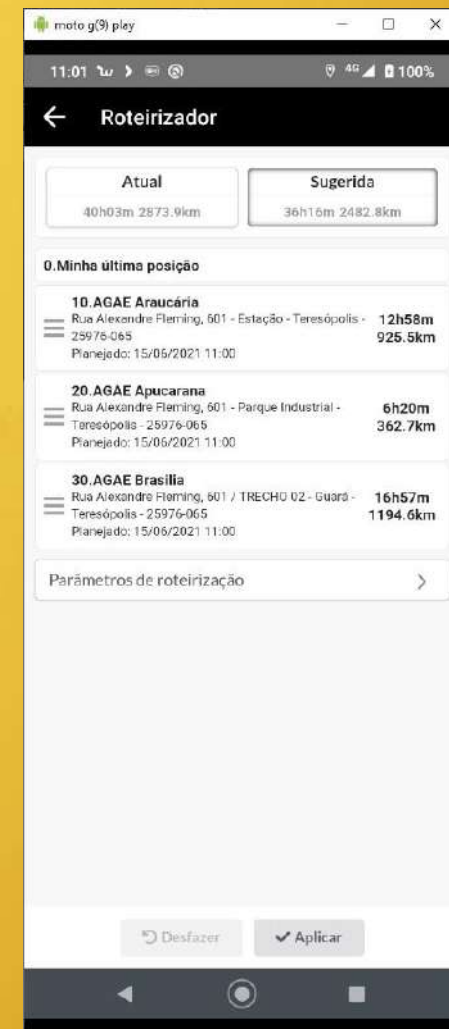 moto g(9) play
11:01
4G
100%
Roteirizador
Atual
40h03m 2873.9km
Sugerida
36h16m 2482.8km
0.Minha última posição
10.AGAE Araucária
Rua Alexandre Fleming, 601 - Estação - Teresópolis -
25976-065
Planejado: 15/06/2021 11:00
12h58m
925.5km
20.AGAE Apucarana
Rua Alexandre Fleming, 601 - Parque Industrial -
Teresópolis - 25976-065
Planejado: 15/06/2021 11:00
6h20m
362.7km
30.AGAE Brasilia
Rua Alexandre Fleming, 601 / TRECHO 02 - Guará -
Teresópolis - 25976-065
Planejado: 15/06/2021 11:00
16h57m
1194.6km
Parâmetros de roteirização
Desfazer
Aplicar